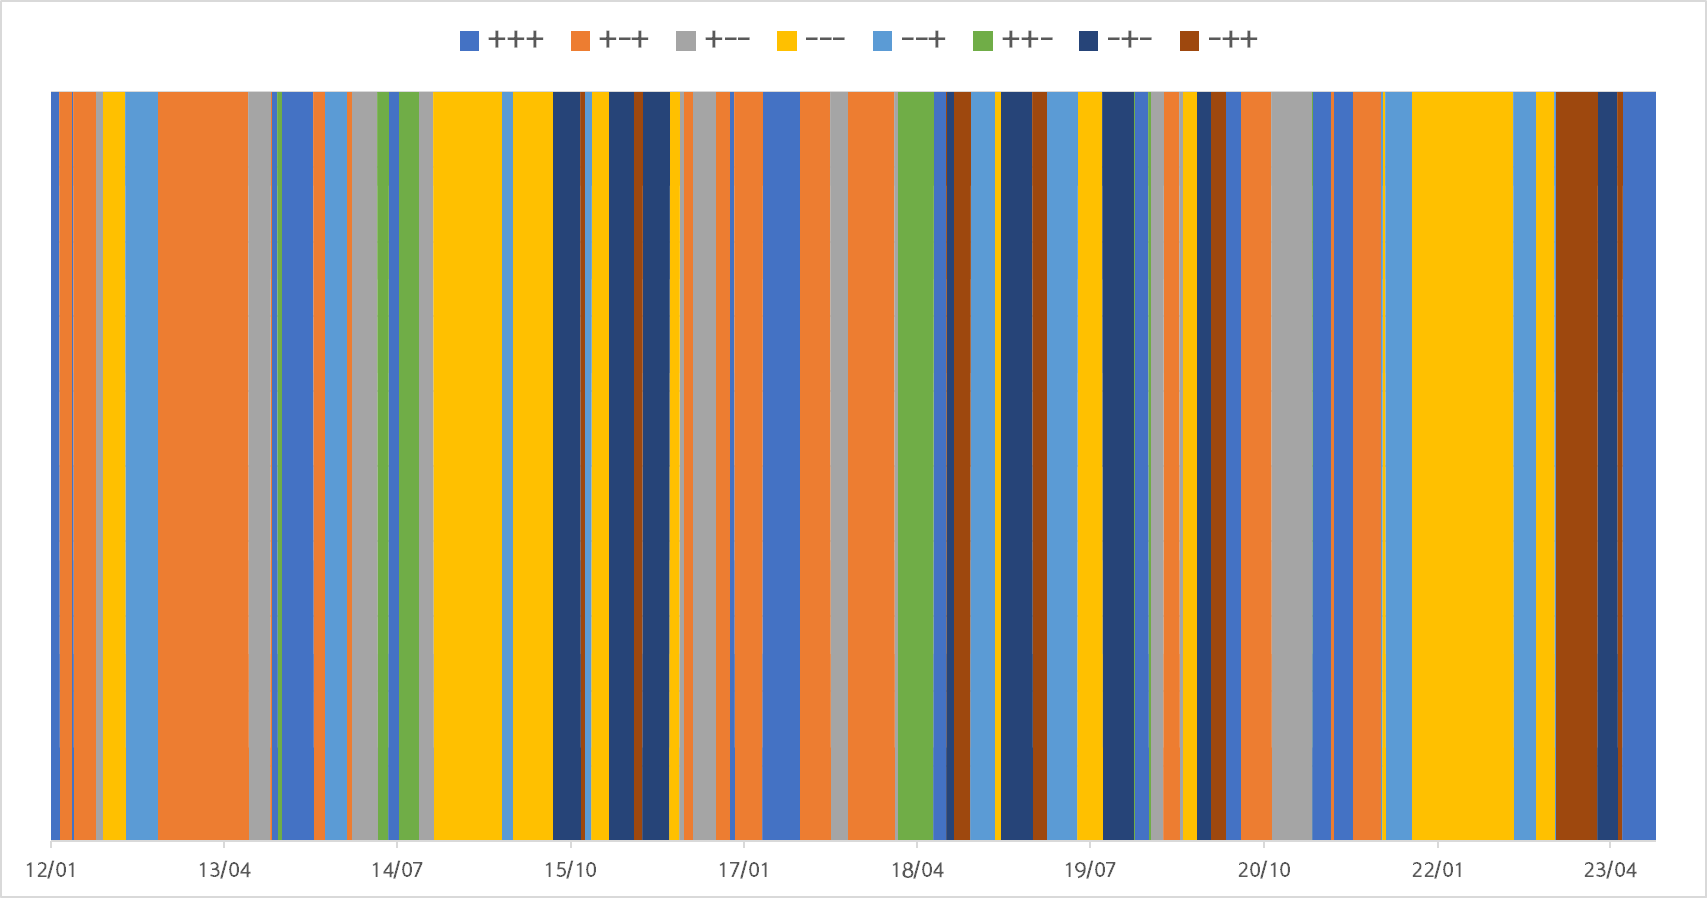 +++ +-+ +-- --- --+ ++- -+- -++
12/01 13/04 14/07 15/10 17/01 18/04 19/07 20/10 22/01 23/04